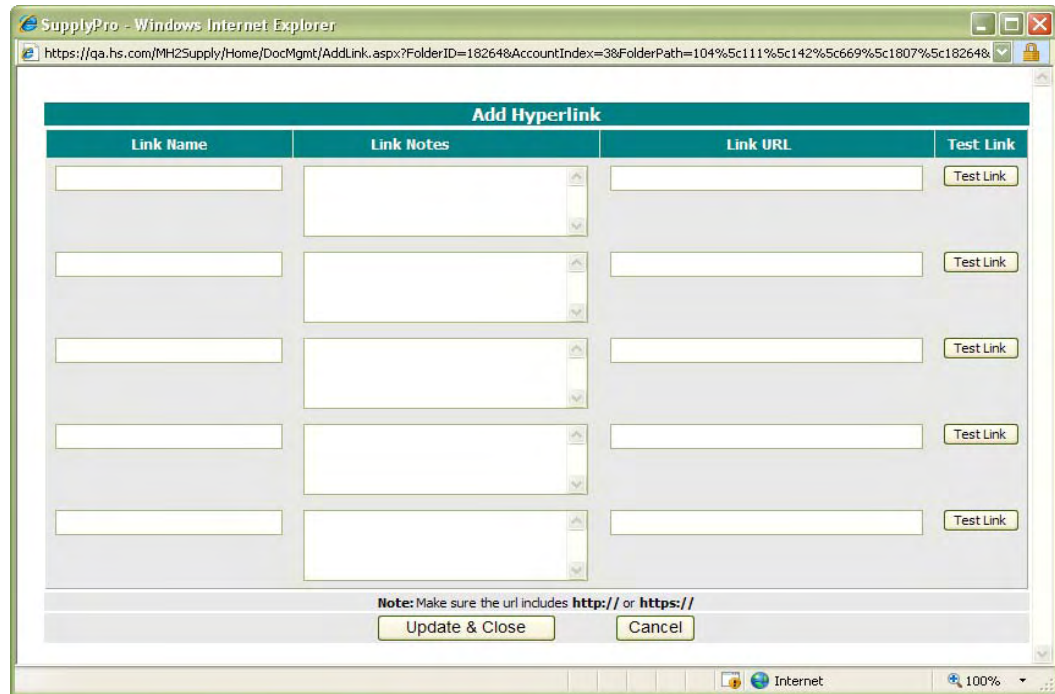 SupplyPro - Windows Internet Explorer
https://qa.hs.com/MH2Supply/Home/DocMgmt/AddLink.aspx?FolderID=18264&AccountIndex=3&FolderPath=104%5c111%5c142%5c669%5c1807%5c18264&
Add Hyperlink
Link Name Link Notes Link URL Test Link
Test Link
Test Link
Test Link
Test Link
Test Link
Note: Make sure the url includes http:// or https://
Update & Close Cancel
Internet 100%